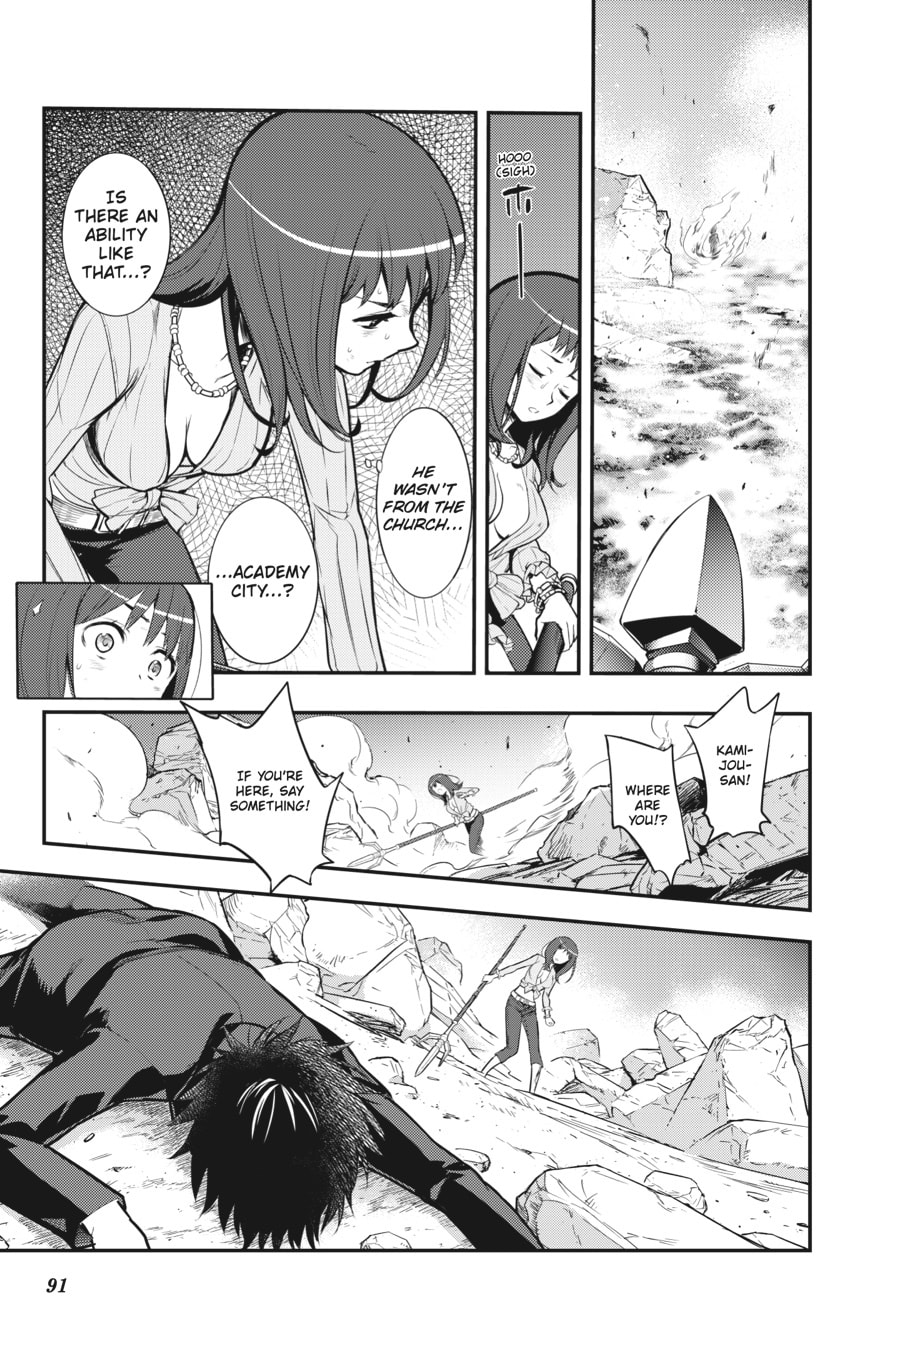 HOOO
(SIGH)
ホ
HE
WASN'T
FROM THE
CHURCH...
...ACADEMY
CITY...?
IS
THERE AN
ABILITY
LIKE
THAT...?
KAMI-
JOU-
SAN!
WHERE
ARE
YOU!?
IF YOU'RE
HERE, SAY
SOMETHING!
91